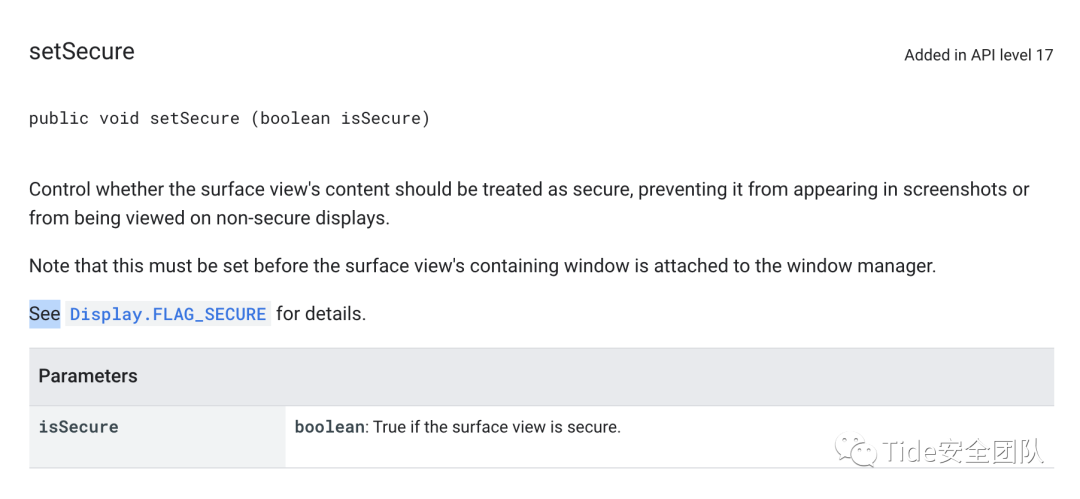 setSecure
Added in API level 17
public void setSecure (boolean isSecure)
Control whether the surface view's content should be treated as secure, preventing it from appearing in screenshots or
from being viewed on non-secure displays.
Note that this must be set before the surface view's containing window is attached to the window manager.
See Display.FLAG_SECURE for details.
Parameters
isSecure
boolean: True if the surface view is secure.
Tide安全团队